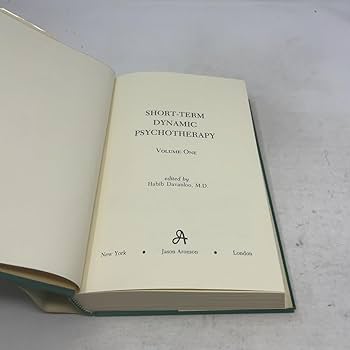 SHORT-TERM
DYNAMIC
PSYCHOTHERAPY
VOLUME ONE
edited by
Habib Davanloo, M.D.
New York • Jason Aronson • London